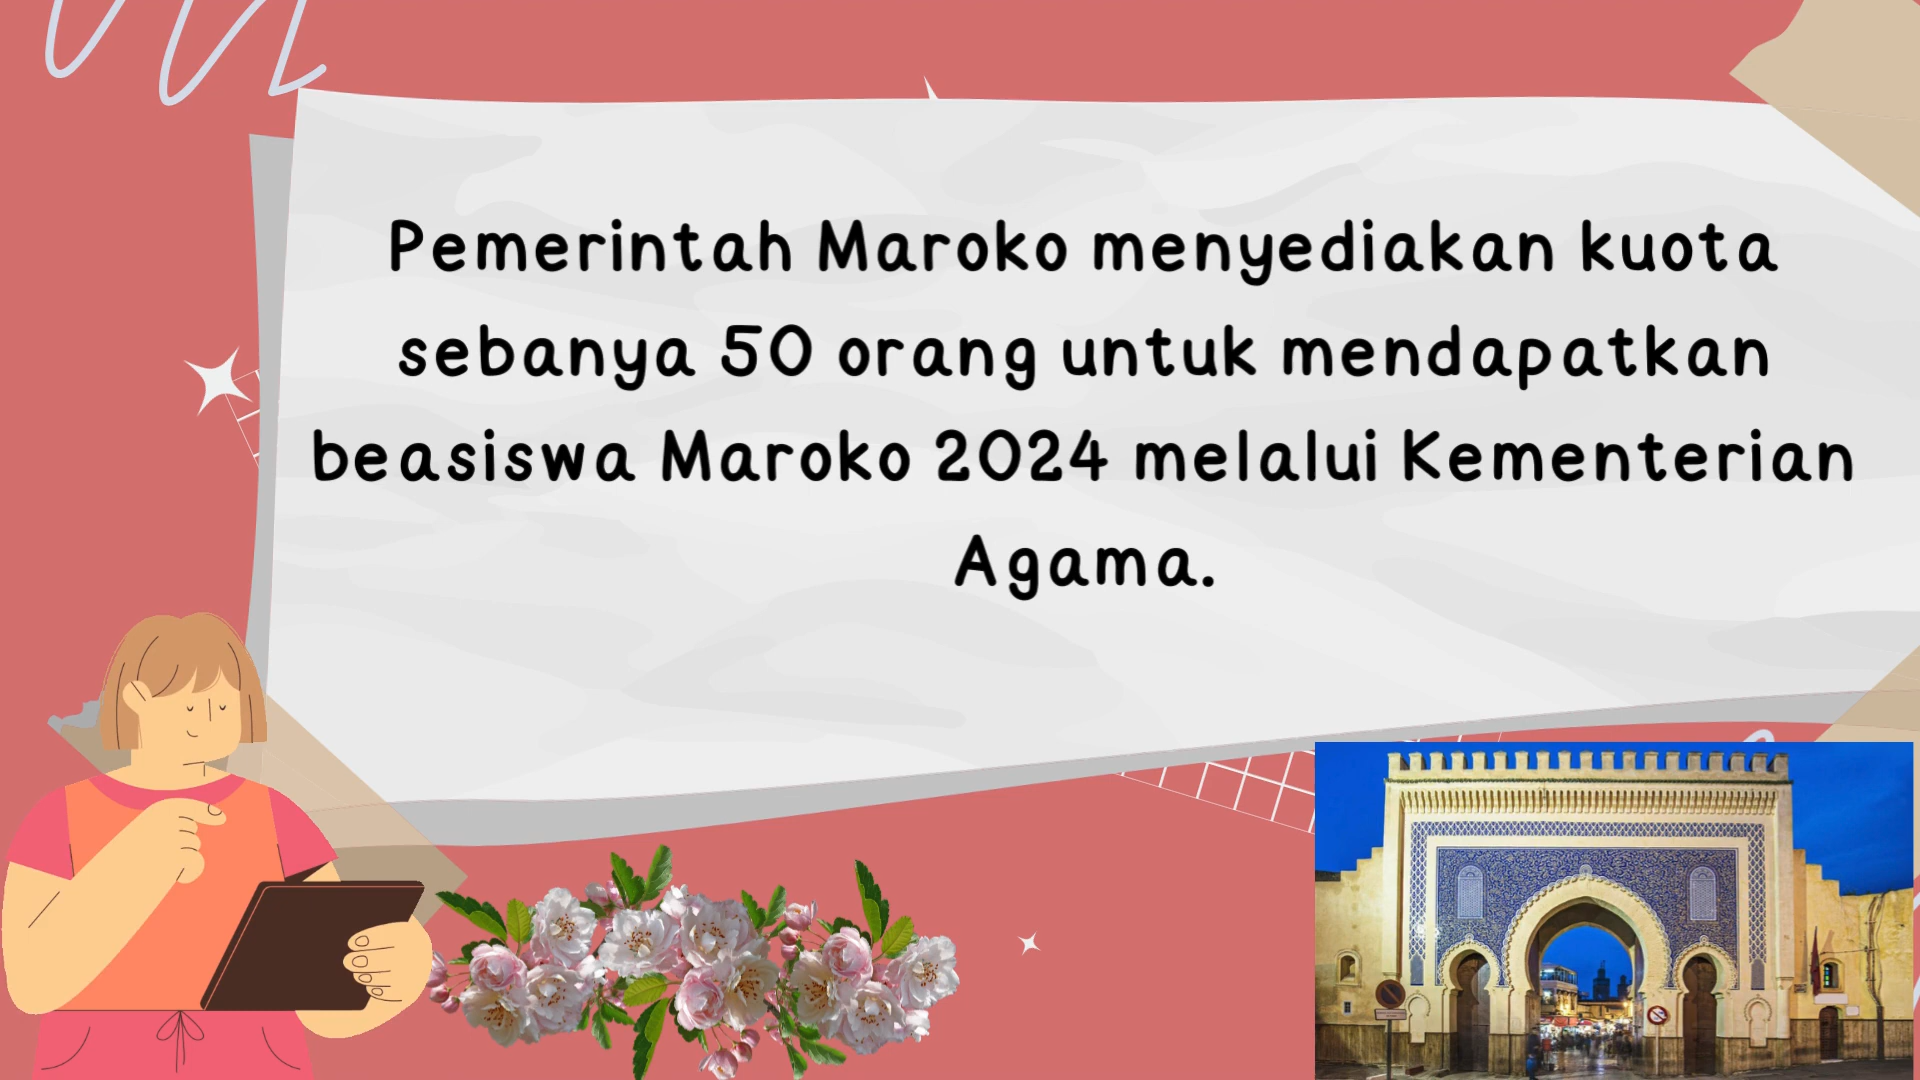 Pemerintah Maroko menyediakan kuota
sebanya 50 orang untuk mendapatkan
beasiswa Maroko 2024 melalui Kementerian
Agama.